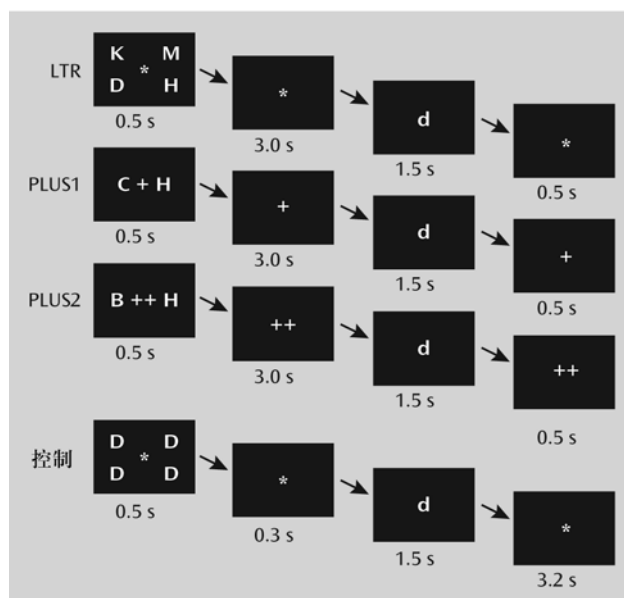 LTR
K M
*
D H
0.5 s
*
3.0 s
d
1.5 s
*
0.5 s
PLUS1
C + H
0.5 s
+
3.0 s
d
1.5 s
+
0.5 s
PLUS2
B ++ H
0.5 s
++
3.0 s
d
1.5 s
++
0.5 s
控制
D D
*
D D
0.5 s
*
0.3 s
d
1.5 s
*
3.2 s